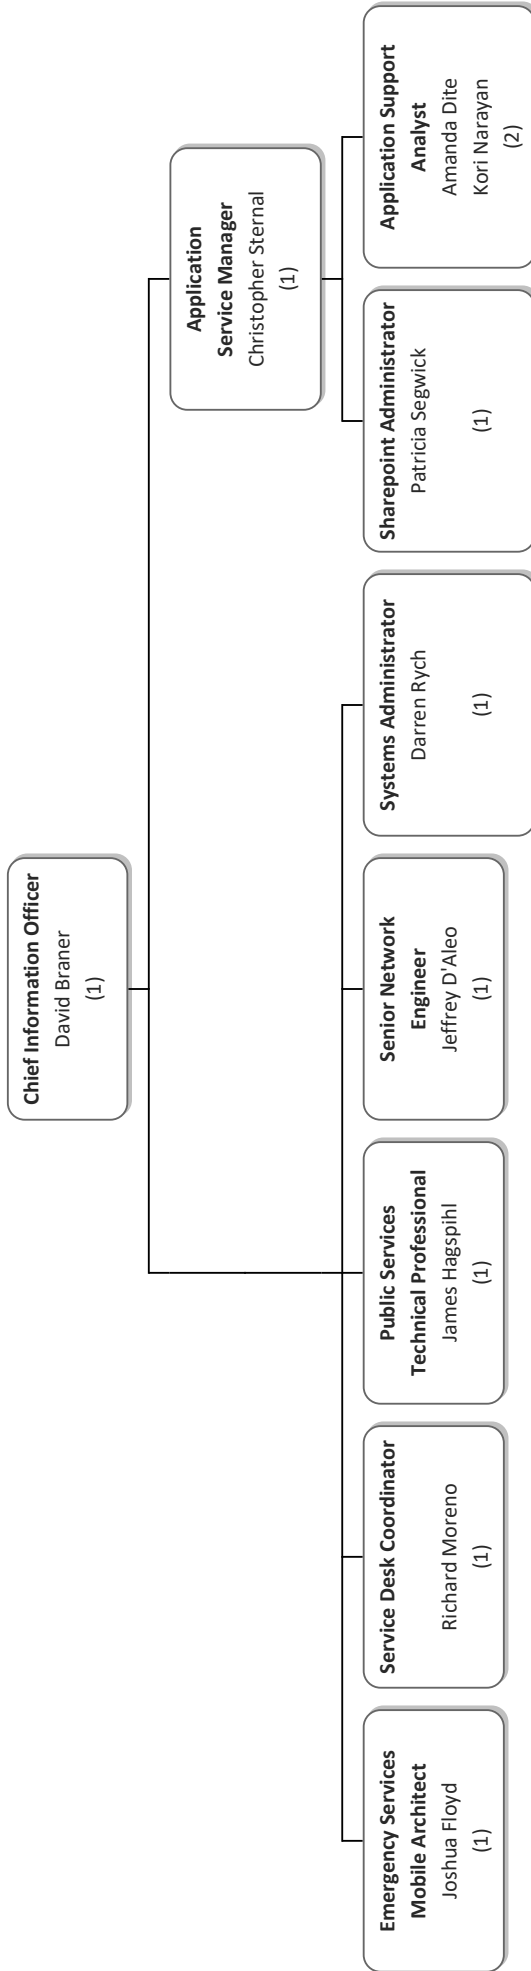 Chief Information Officer
David Braner
(1)
Application
Service Manager
Christopher Sternal
(1)
Emergency Services
Mobile Architect
Joshua Floyd
(1)
Service Desk Coordinator
Richard Moreno
(1)
Public Services
Technical Professional
James Hagspihl
(1)
Senior Network
Engineer
Jeffrey D'Aleo
(1)
Systems Administrator
Darren Rych
(1)
Sharepoint Administrator
Patricia Segwick
(1)
Application Support
Analyst
Amanda Dite
Kori Narayan
(2)